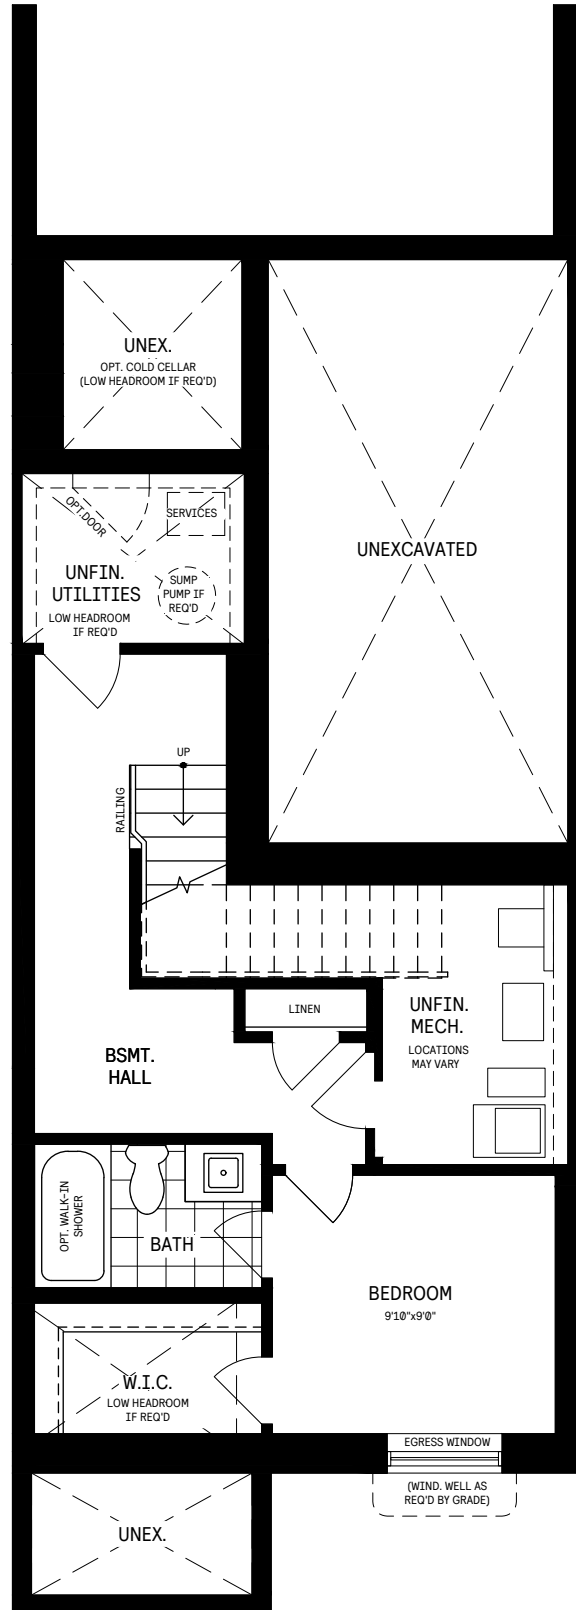 UNEX.
OPT. COLD CELLAR
(LOW HEADROOM IF REQ'D)
OPT.DOOR
SERVICES
UNEXCAVATED
UNFIN.
UTILITIES
LOW HEADROOM
IF REQ'D
SUMP
PUMP IF
REQ'D
UP
RAILING
LINEN
UNFIN.
MECH.
LOCATIONS
MAY VARY
BSMT.
HALL
OPT. WALK-IN
SHOWER
BATH
BEDROOM
9'10"x9'0"
W.I.C.
LOW HEADROOM
IF REQ'D
EGRESS WINDOW
(WIND. WELL AS
REQ'D BY GRADE)
UNEX.